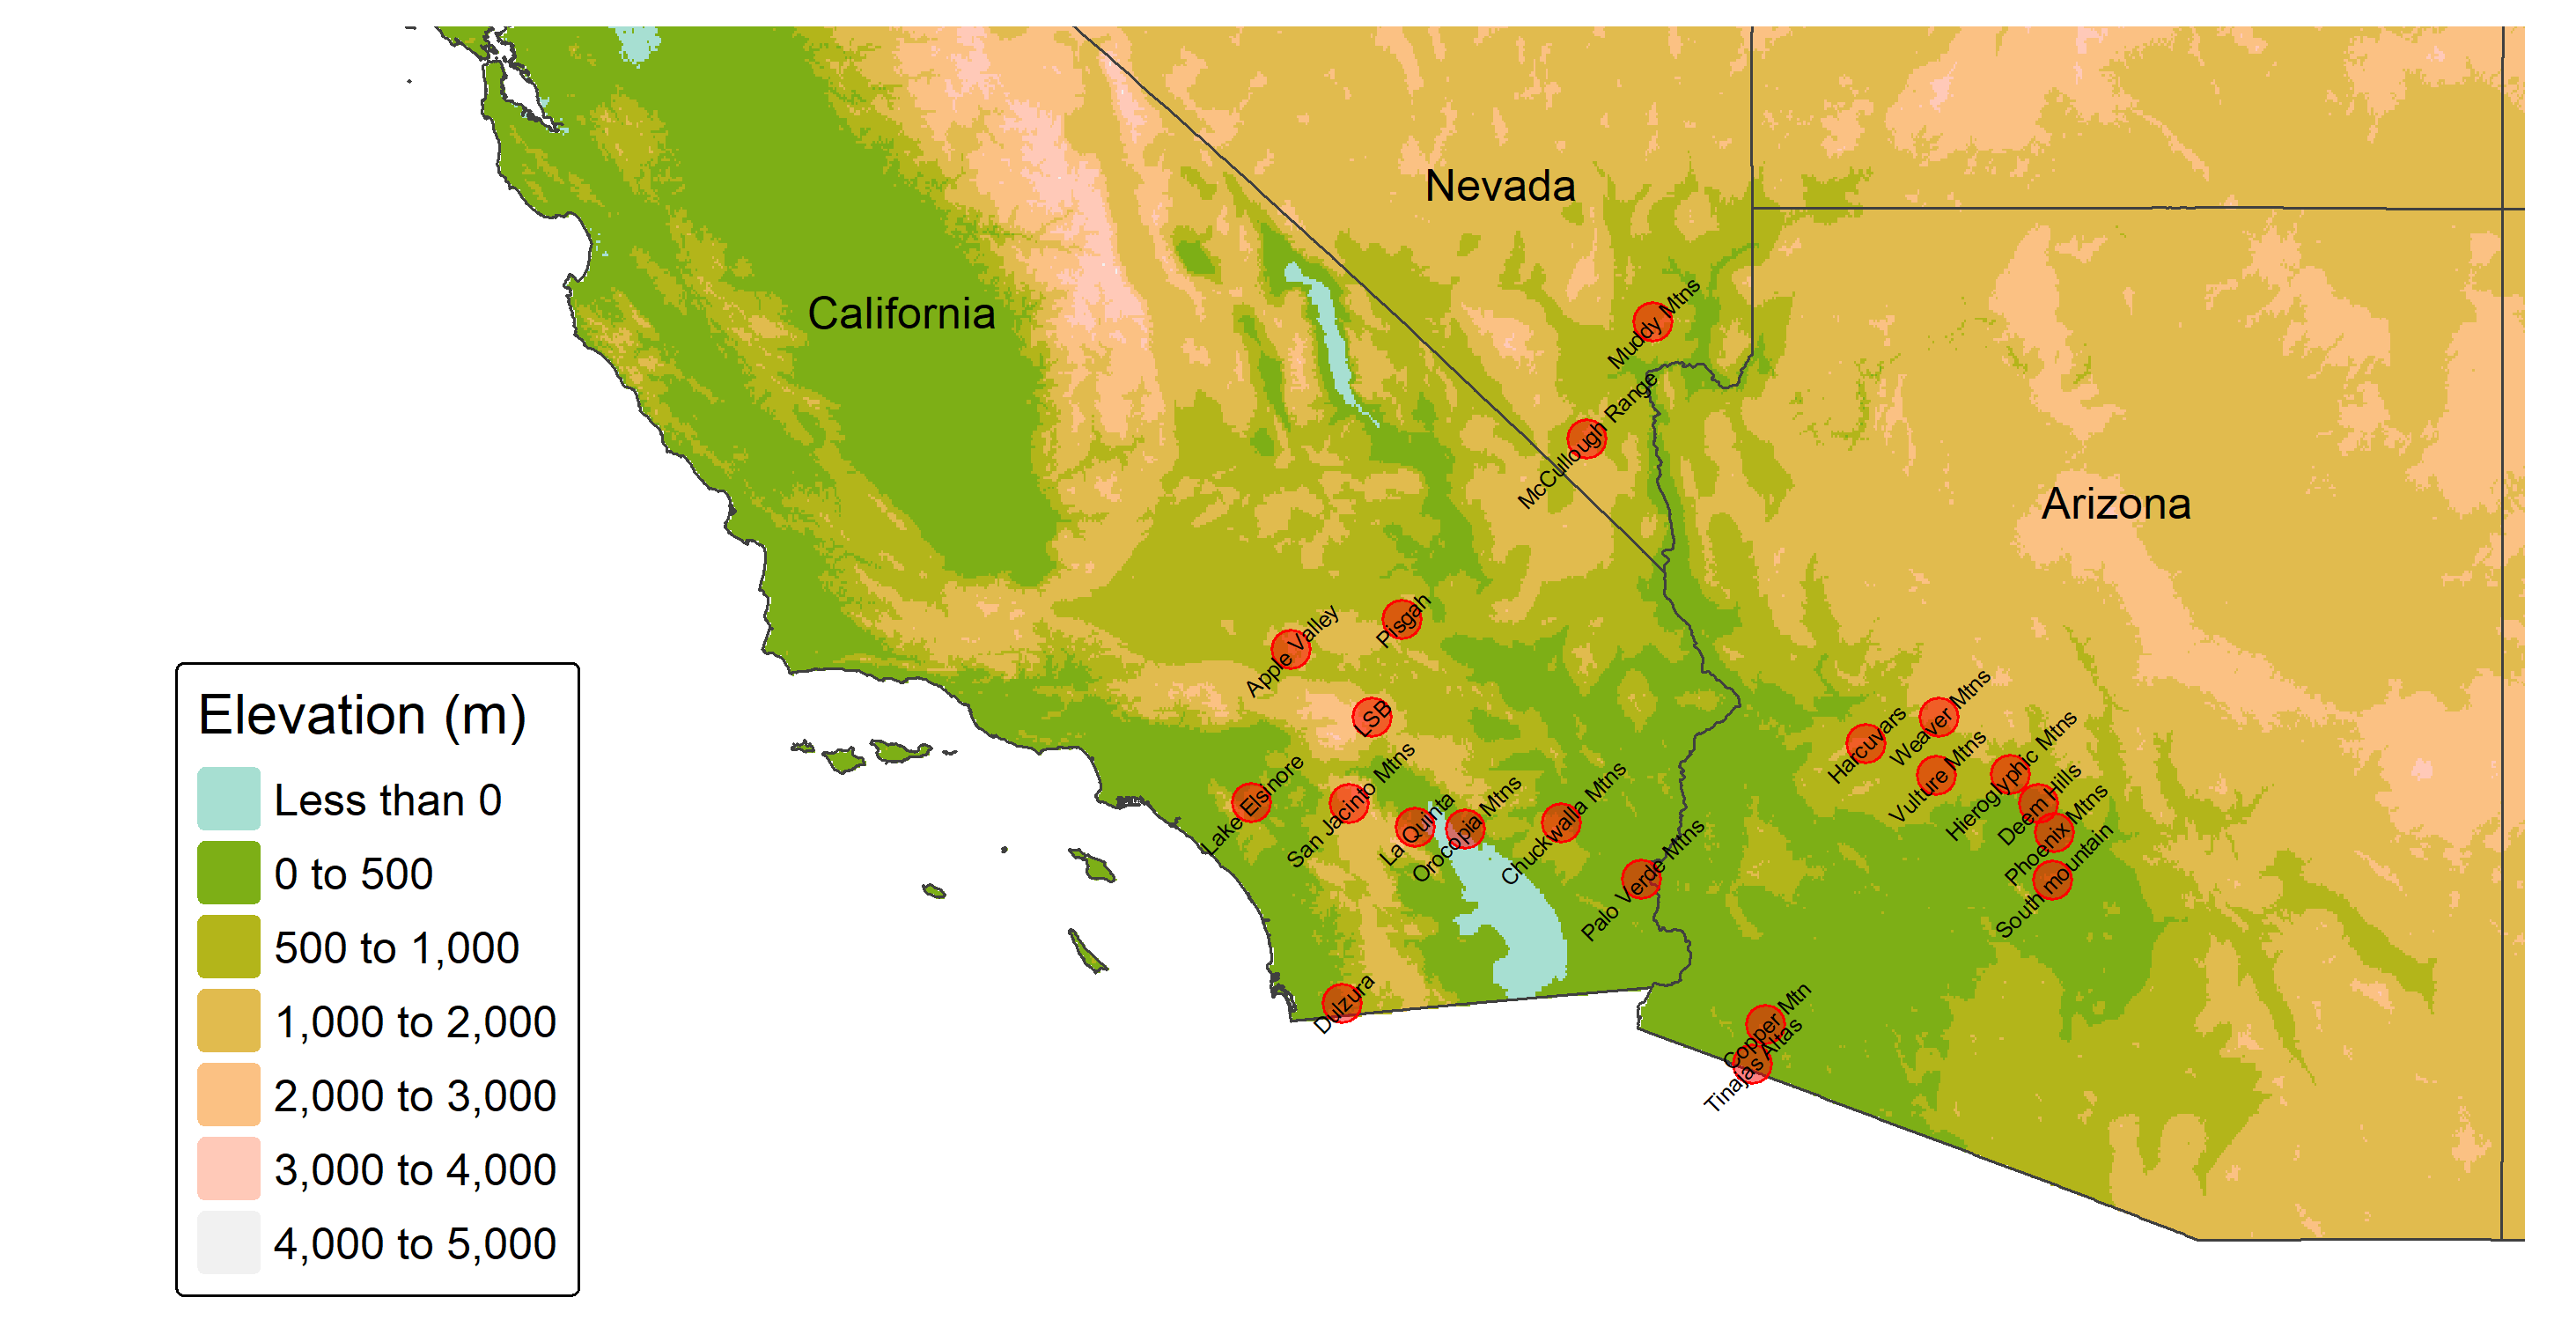 Nevada
California
Muddy Mtns
McCullough Range
Arizona
Pisgah
Apple Valley
LSB
Weaver Mtns
Harcuvars
Vulture Mtns
Hieroglyphic Mtns
Deem Hills
Phoenix Mtns
South mountain
Lake Elsinore
San Jacinto Mtns
La Quinta
Orocopia Mtns
Chuckwalla Mtns
Palo Verde Mtns
Dulzura
Copper Mtn
Tinajas Altas
Elevation (m)
Less than 0
0 to 500
500 to 1,000
1,000 to 2,000
2,000 to 3,000
3,000 to 4,000
4,000 to 5,000